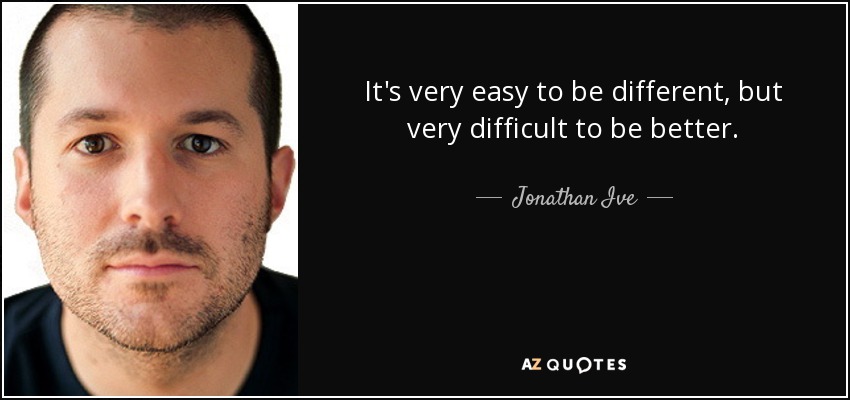 It's very easy to be different, but
very difficult to be better.
Jonathan Ive
AZ QUOTES